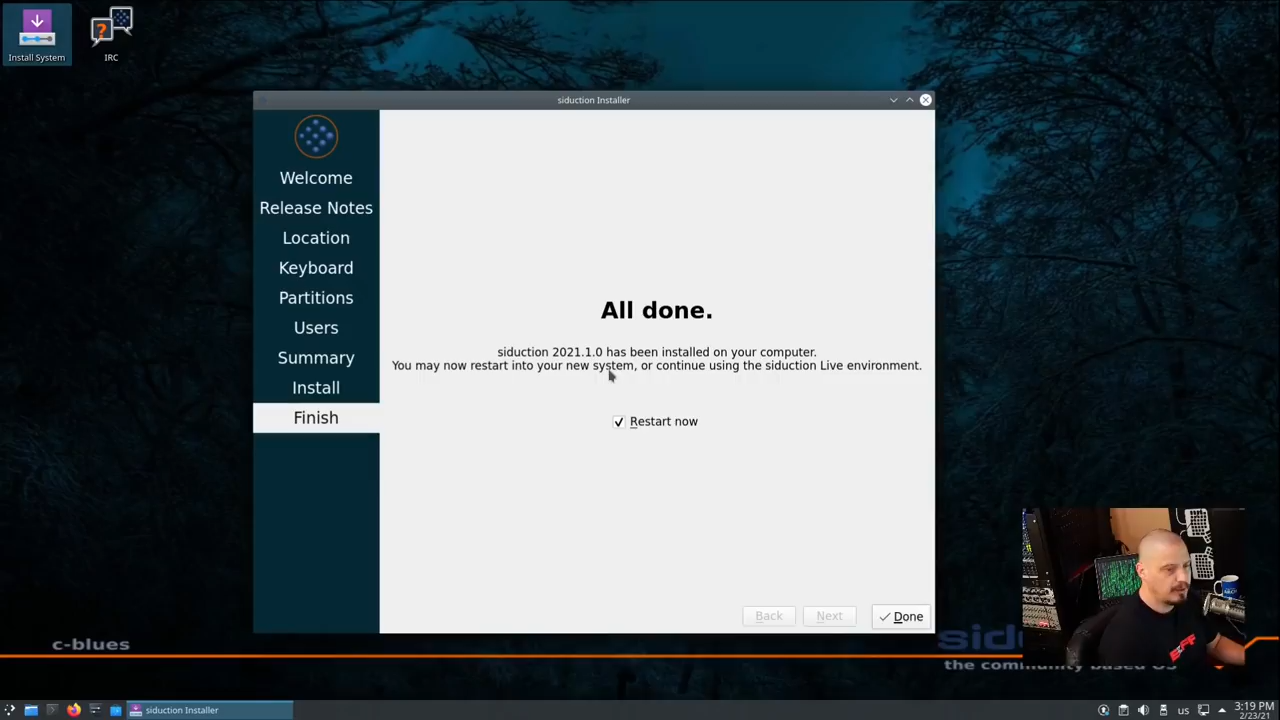 Install System
IRC
siduction Installer
Welcome
Release Notes
Location
Keyboard
Partitions
Users
Summary
Install
Finish
All done.
siduction 2021.1.0 has been installed on your computer.
You may now restart into your new system, or continue using the siduction Live environment.
Restart now
Back
Next
Done
c-blues
sid
the community based OS
siduction Installer
us
3:19 PM
2/23/21